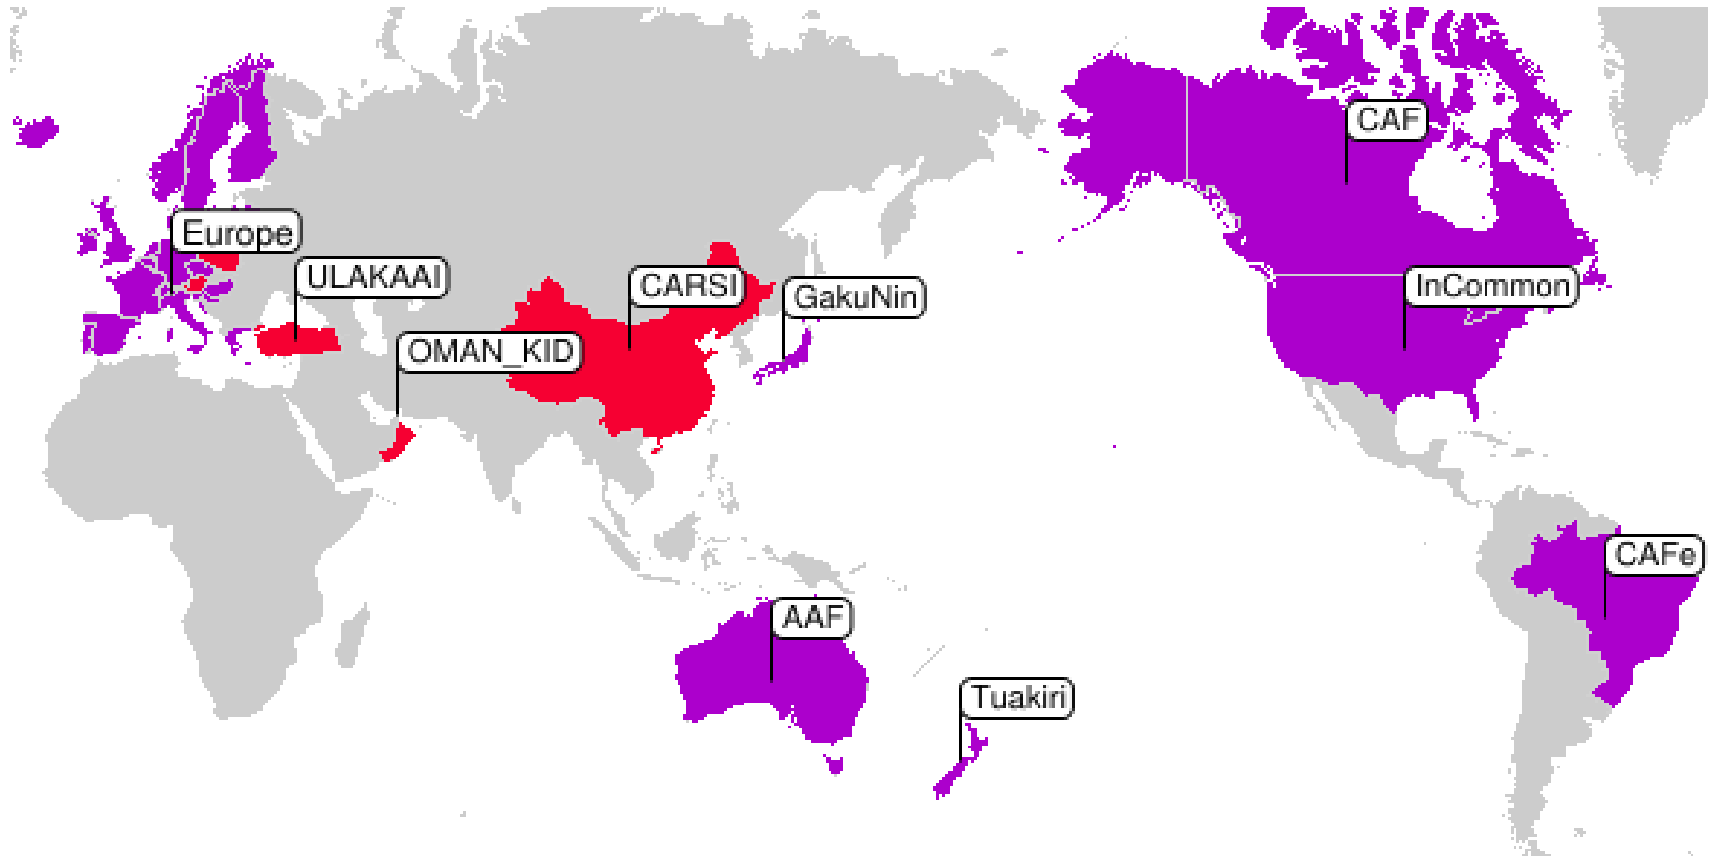 CAF
Europe
ULAKAAI
CARSI
GakuNin
InCommon
OMAN_KID
CAFe
AAF
Tuakiri